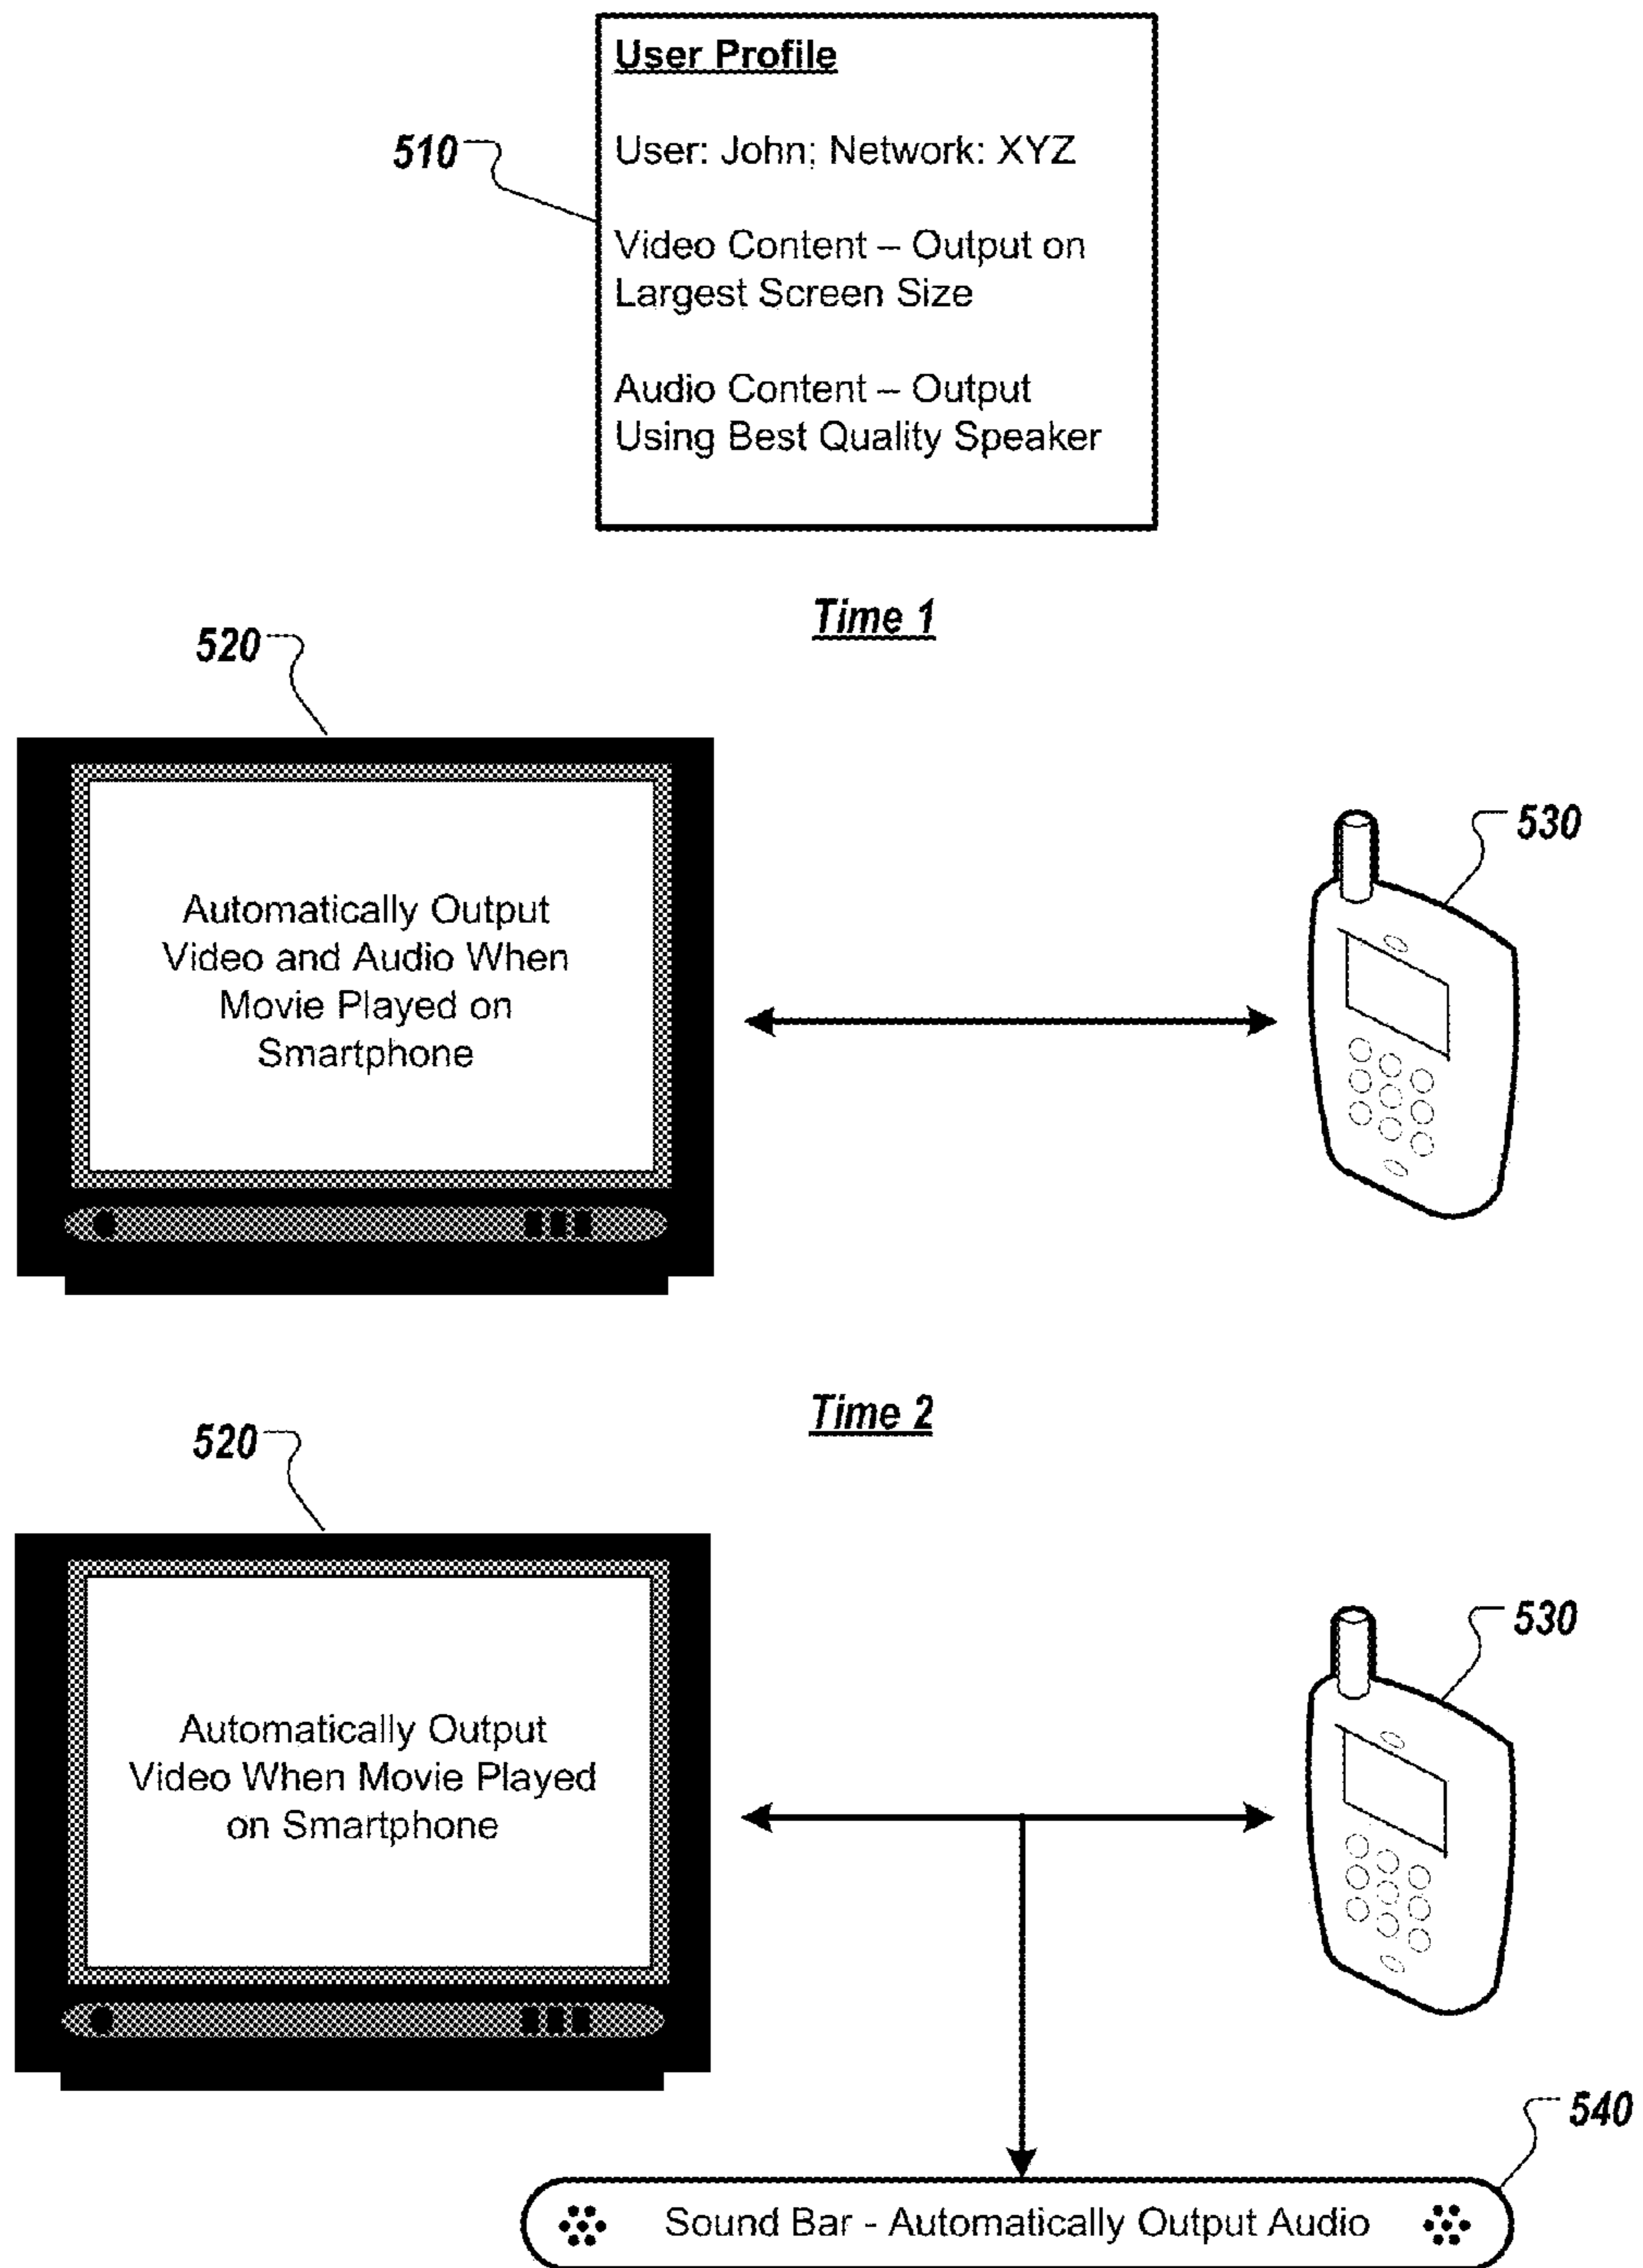 User Profile
510
User: John; Network: XYZ
Video Content – Output on
Largest Screen Size
Audio Content – Output
Using Best Quality Speaker
Time 1
520
530
Automatically Output
Video and Audio When
Movie Played on
Smartphone
Time 2
520
530
Automatically Output
Video When Movie Played
on Smartphone
540
Sound Bar - Automatically Output Audio